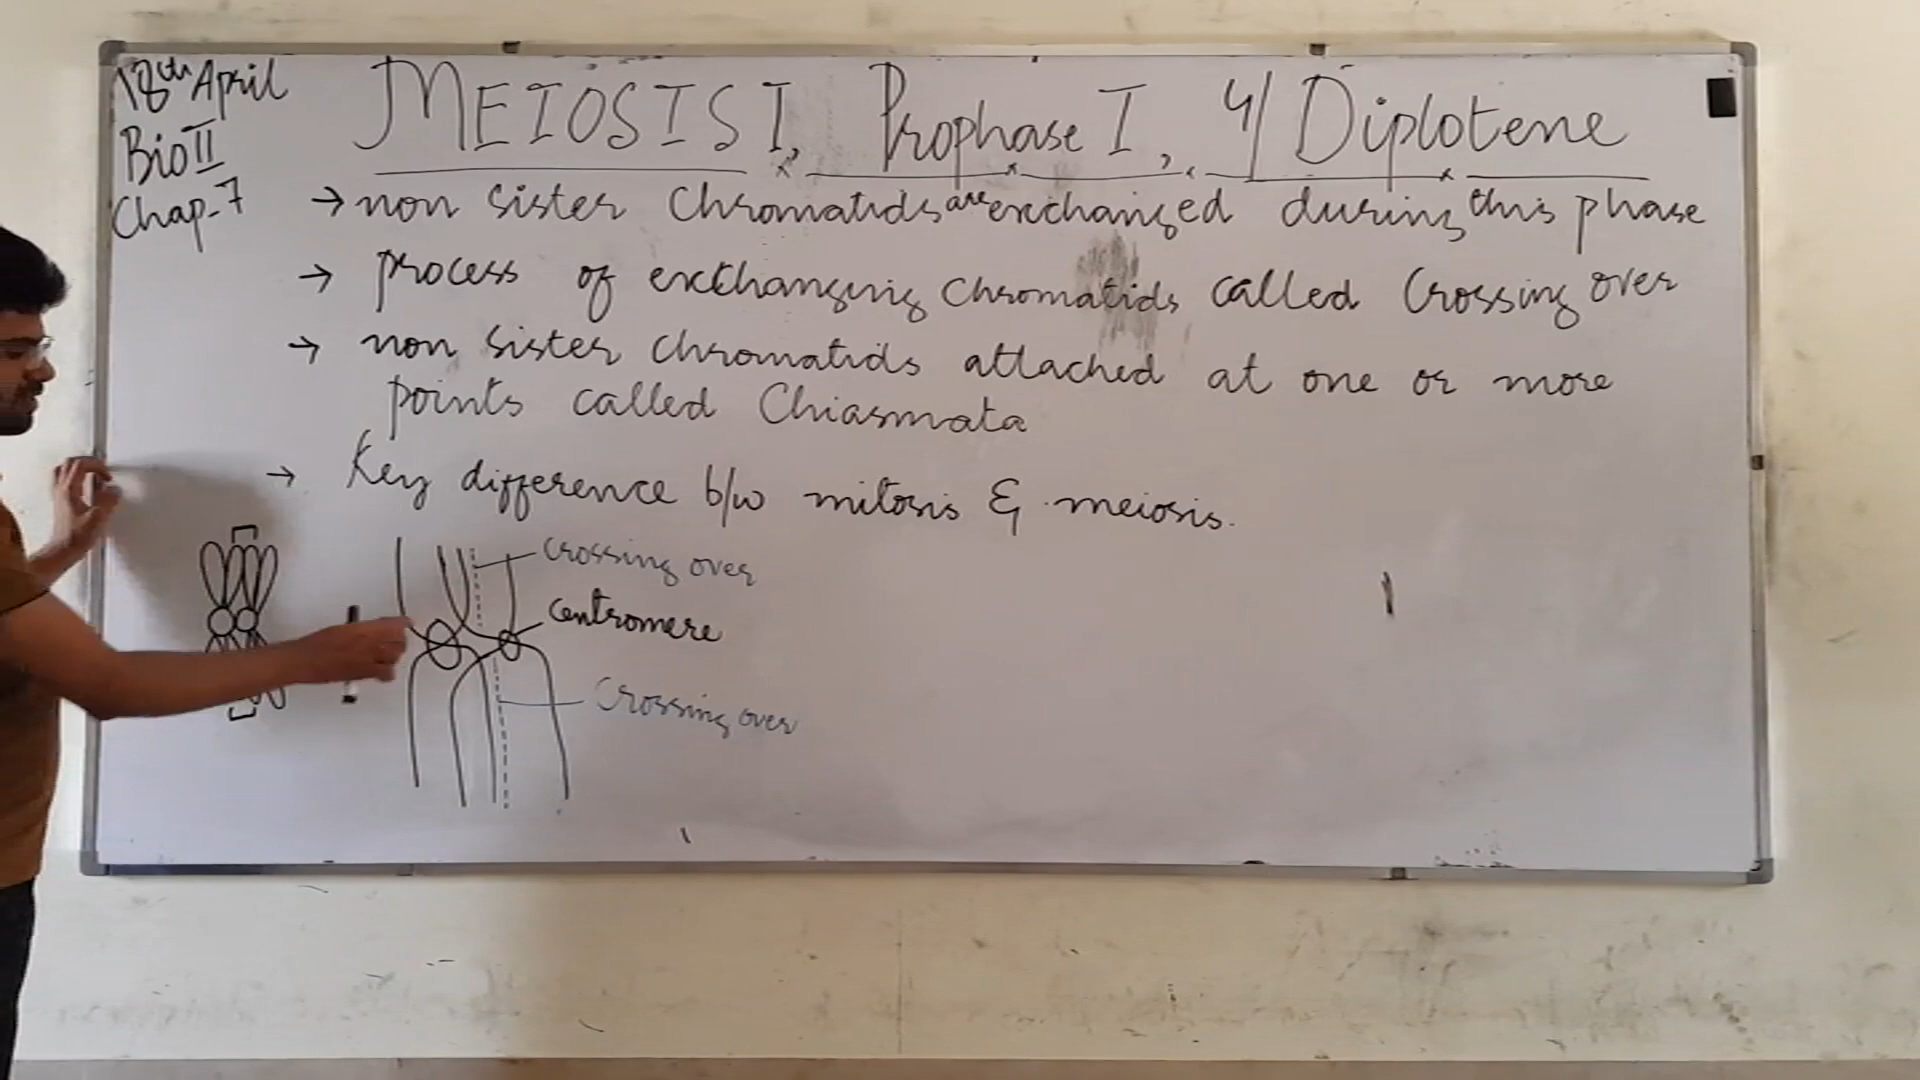 18th April
Bio II
Chap-7
MEIOSIS I, Prophase I, 4/ Diplotene
→ non sister chromatids are exchanged during this phase
→ process of exchanging chromatids called Crossing over
→ non sister chromatids attached at one or more
points called Chiasmata
→ Key difference b/w mitosis & meiosis.
crossing over
centromere
Crossing over